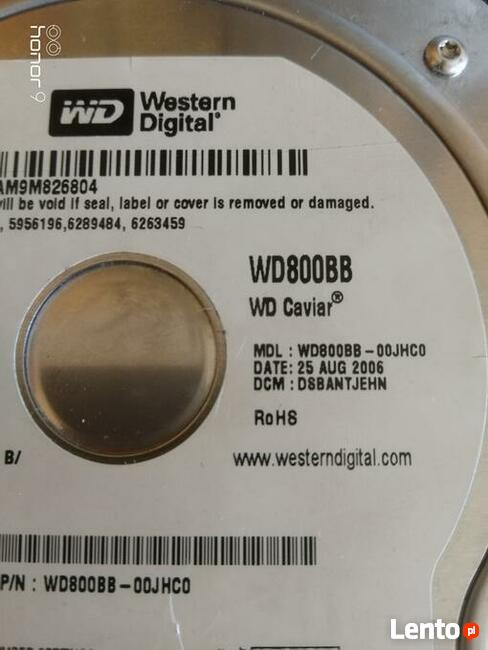 honor 9
WD Western Digital®
AM9M826804
will be void if seal, label or cover is removed or damaged.
, 5956196,6289484, 6263459
WD800BB
WD Caviar®
MDL : WD800BB-00JHC0
DATE: 25 AUG 2006
DCM : DSBANTJEHN
RoHS
B/
www.westerndigital.com
P/N : WD800BB-00JHC0
Lento pl